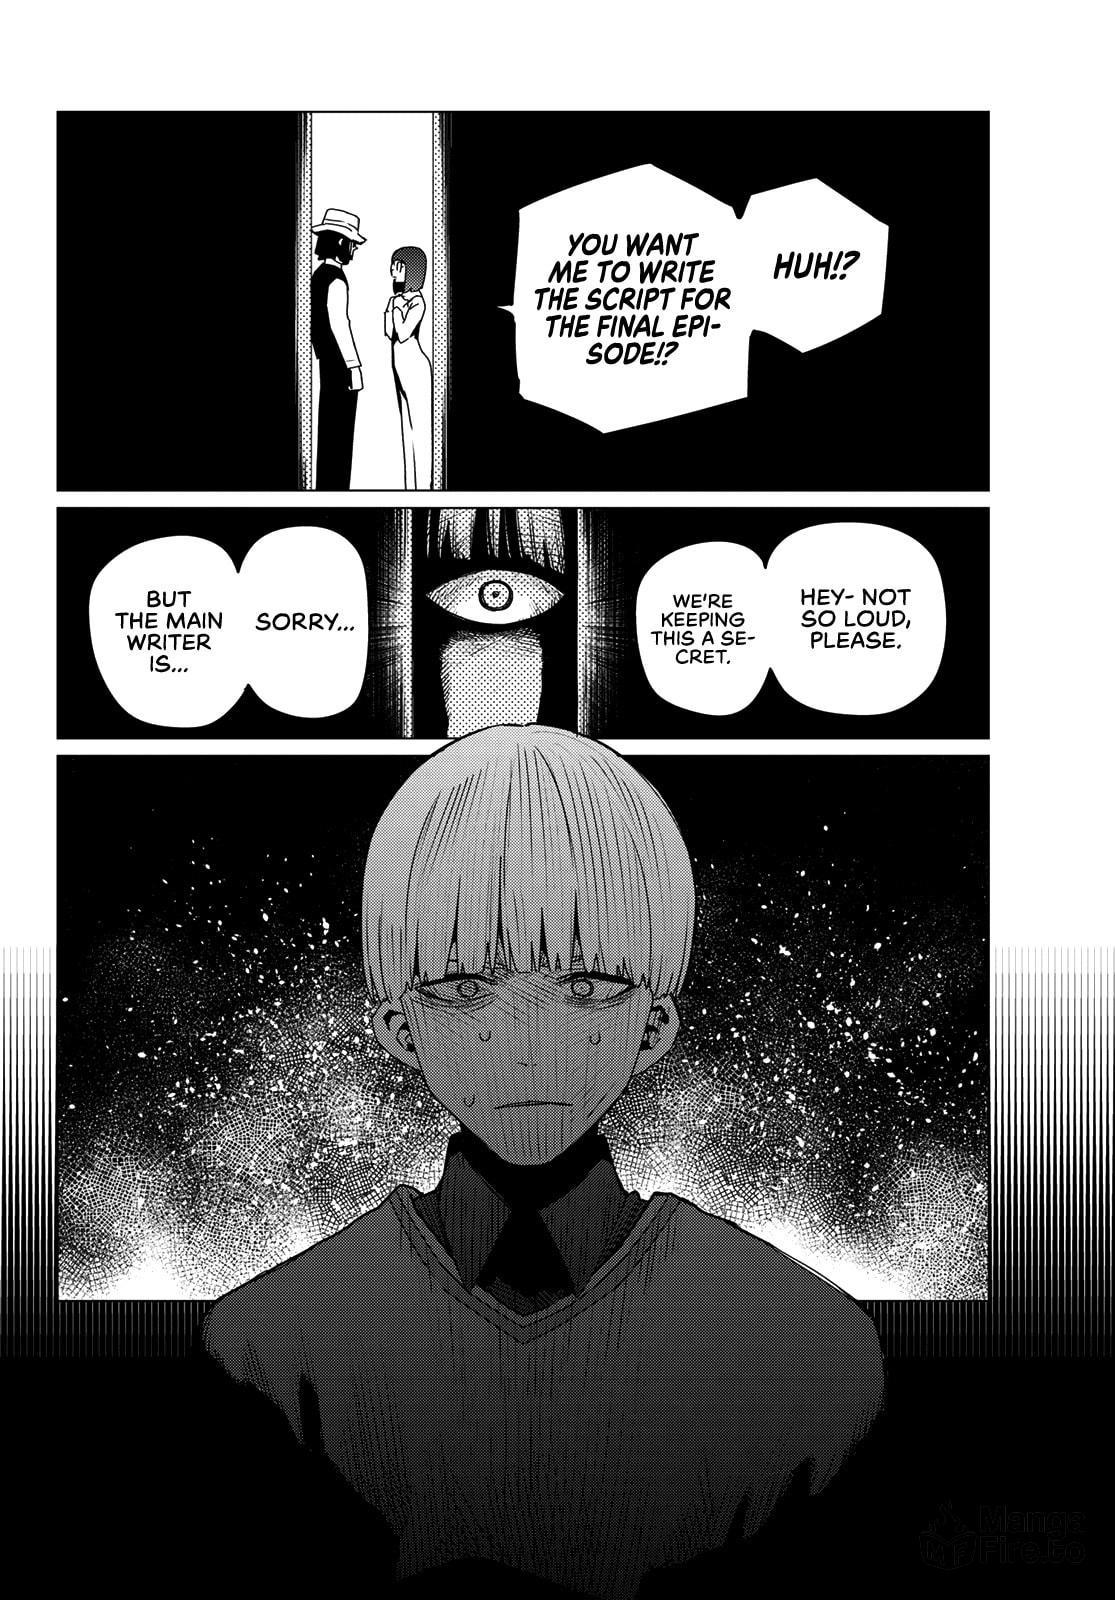 HUH!?
YOU WANT
ME TO WRITE
THE SCRIPT FOR
THE FINAL EPI-
SODE!?
HEY- NOT
SO LOUD,
PLEASE.
WE'RE
KEEPING
THIS A SE-
CRET.
SORRY...
BUT
THE MAIN
WRITER
IS...
Manga
Fire.to
MF